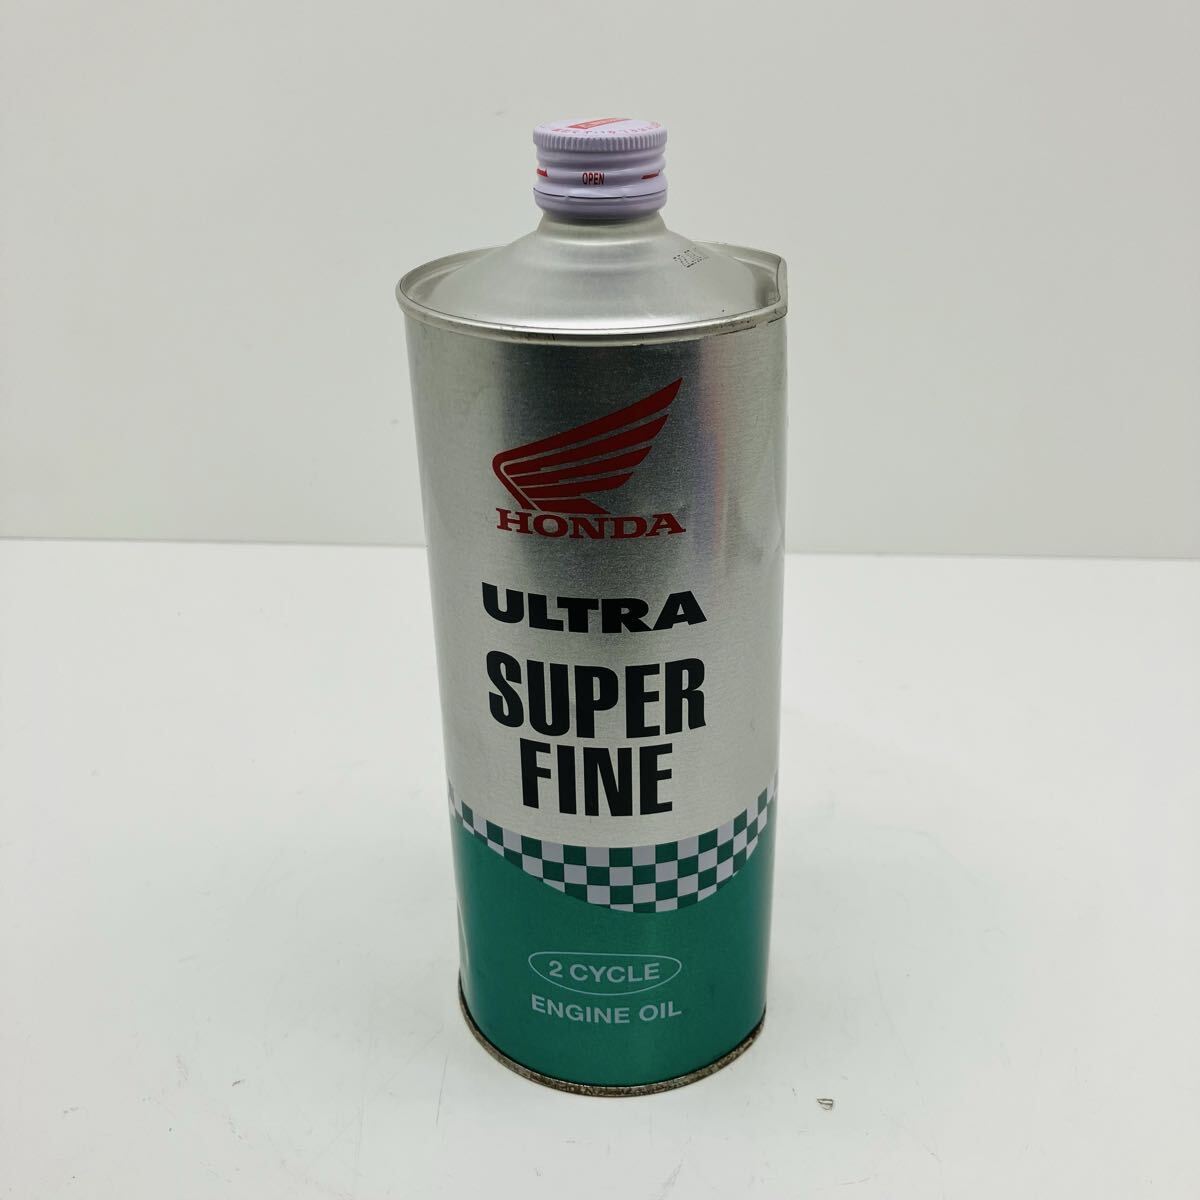 OPEN
HONDA
ULTRA
SUPER
FINE
2 CYCLE
ENGINE OIL